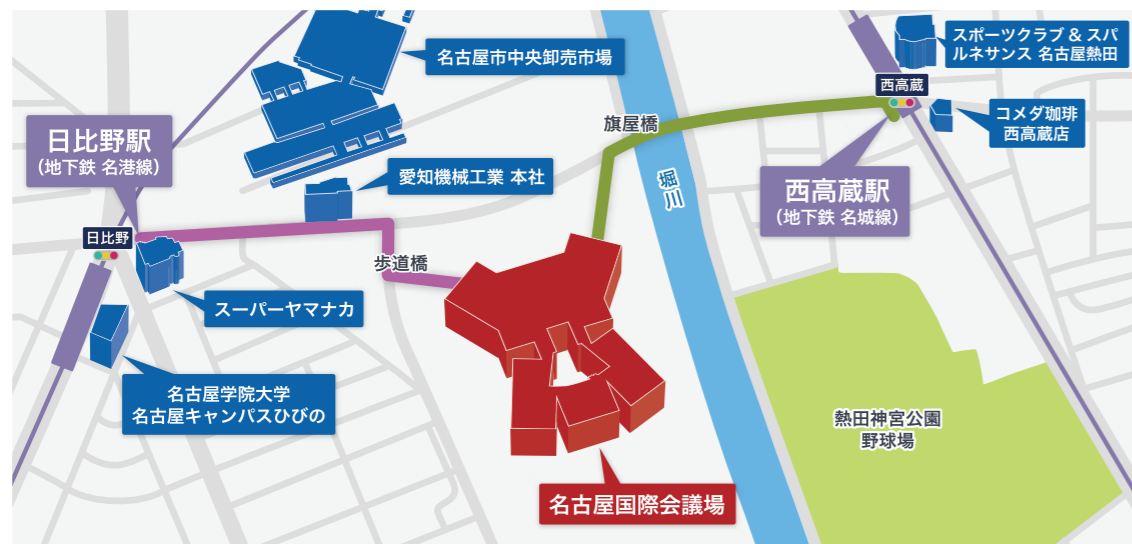 名古屋市中央卸売市場
スポーツクラブ & スパ
ルネサンス 名古屋熱田
西高蔵
コメダ珈琲
西高蔵店
旗屋橋
日比野駅
（地下鉄 名港線）
愛知機械工業 本社
堀川
西高蔵駅
（地下鉄 名城線）
日比野
歩道橋
スーパーヤマナカ
名古屋学院大学
名古屋キャンパスひびの
熱田神宮公園
野球場
名古屋国際会議場